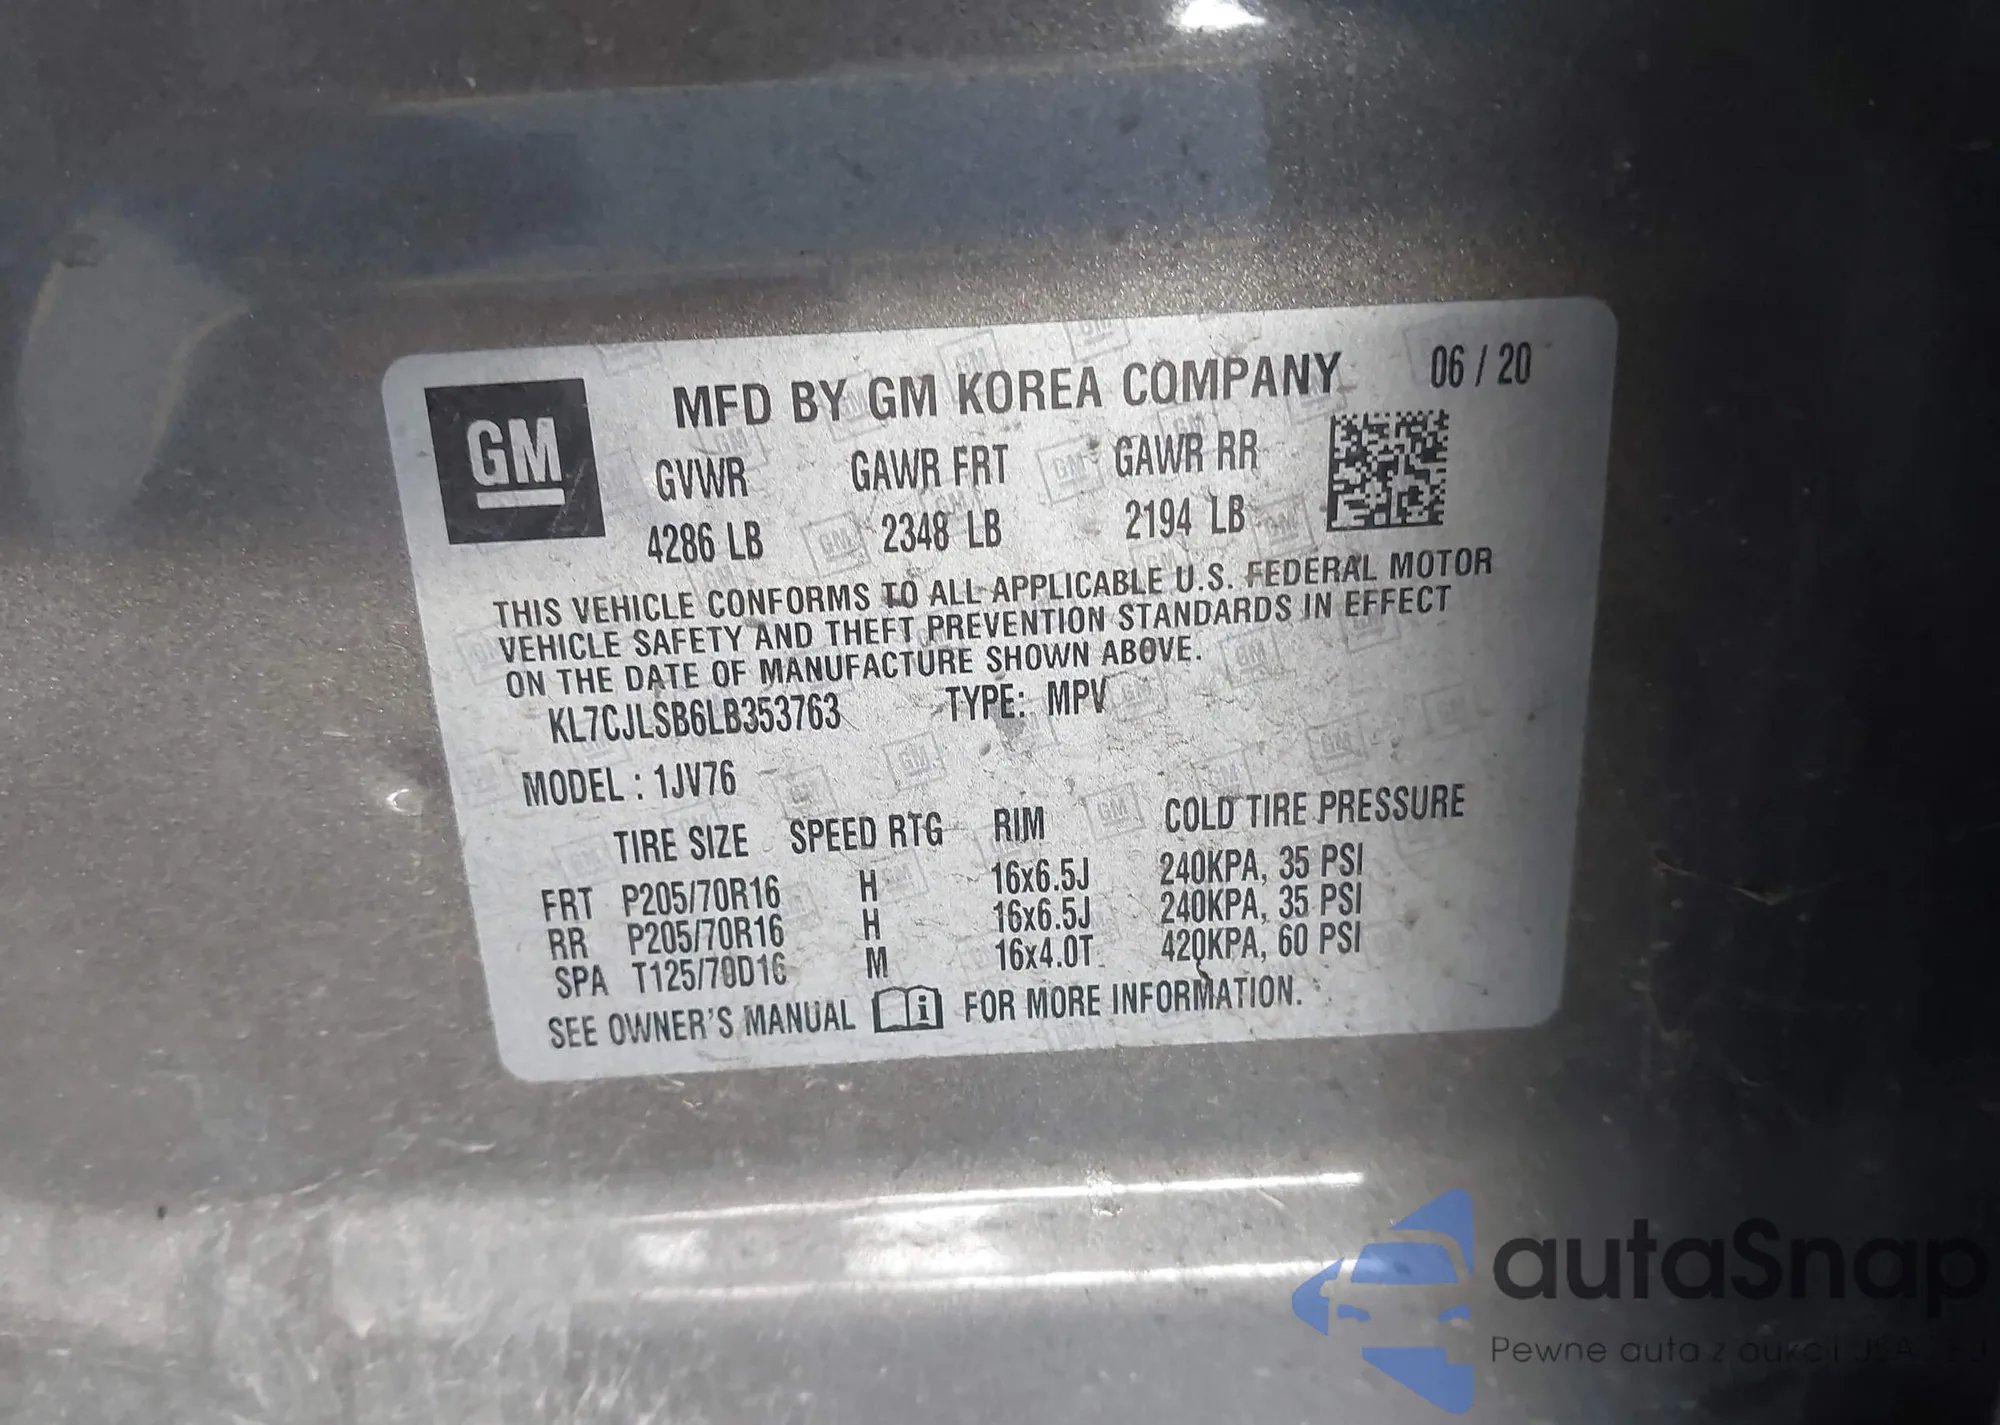 GM
MFD BY GM KOREA COMPANY 06 / 20
GVWR GAWR FRT GAWR RR
4286 LB 2348 LB 2194 LB
THIS VEHICLE CONFORMS TO ALL APPLICABLE U.S. FEDERAL MOTOR
VEHICLE SAFETY AND THEFT PREVENTION STANDARDS IN EFFECT
ON THE DATE OF MANUFACTURE SHOWN ABOVE.
KL7CJLSB6LB353763 TYPE: MPV
MODEL : 1JV76
TIRE SIZE SPEED RTG RIM COLD TIRE PRESSURE
FRT P205/70R16 H 16x6.5J 240KPA, 35 PSI
RR P205/70R16 H 16x6.5J 240KPA, 35 PSI
SPA T125/70D16 M 16x4.0T 420KPA, 60 PSI
SEE OWNER'S MANUAL i FOR MORE INFORMATION.
autaSnap
Pewne auta z aukcji